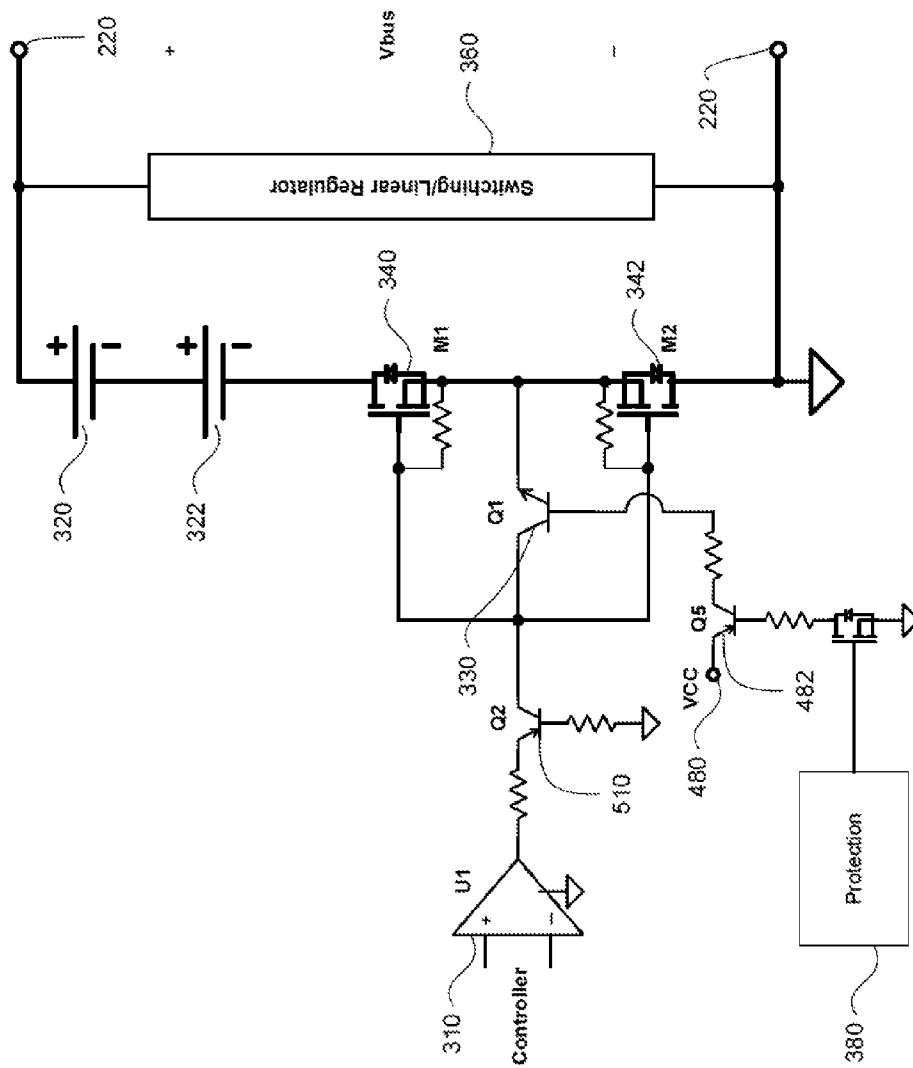 220
+
Vbus
−
220
360
Switching/Linear Regulator
+
−
320
+
−
322
340
M1
342
M2
Q1
330
Q2
510
U1
+
−
Controller
310
VCC
480
Q5
482
Protection
380